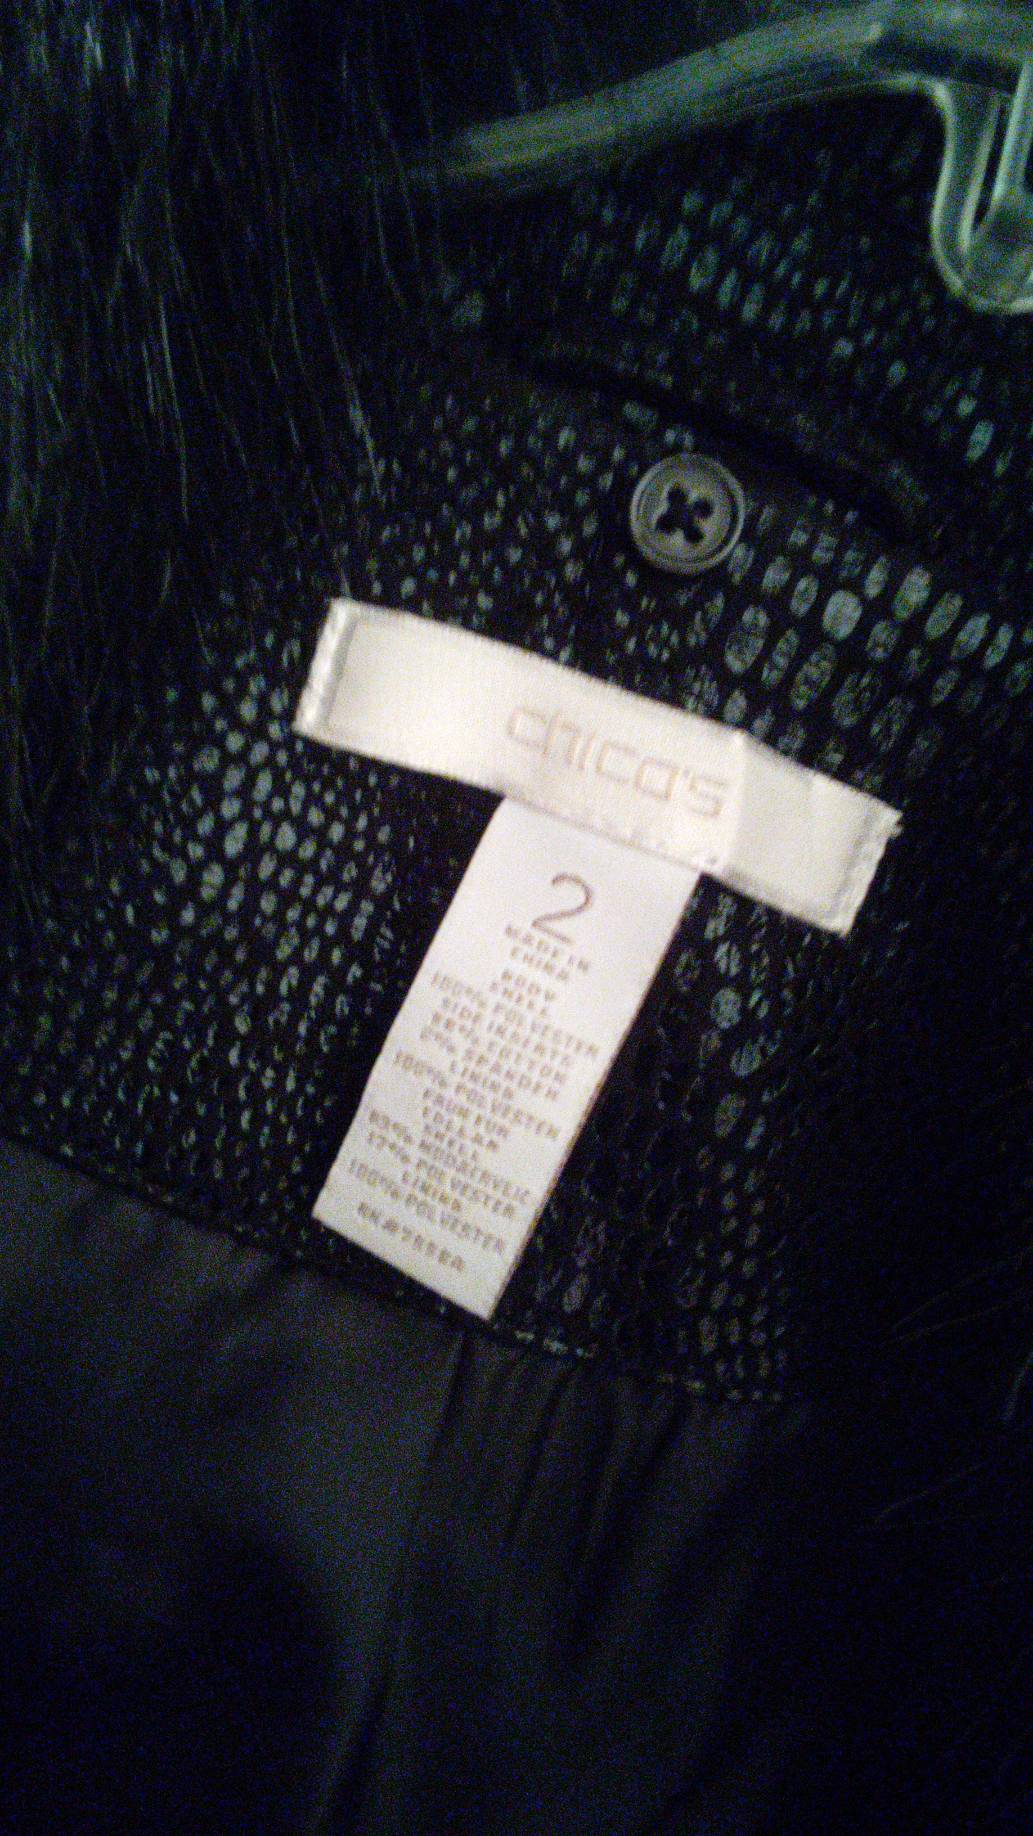 chico's
2
MADE IN
CHINA
BODY
SHELL
100% POLYESTER
SIDE INSERTS
COTTON
2% SPANDEX
LINING
100% POLYESTER
FAUX FUR
COLLAR
SHELL
83% MODACRYLIC
17% POLYESTER
LINING
100% POLYESTER